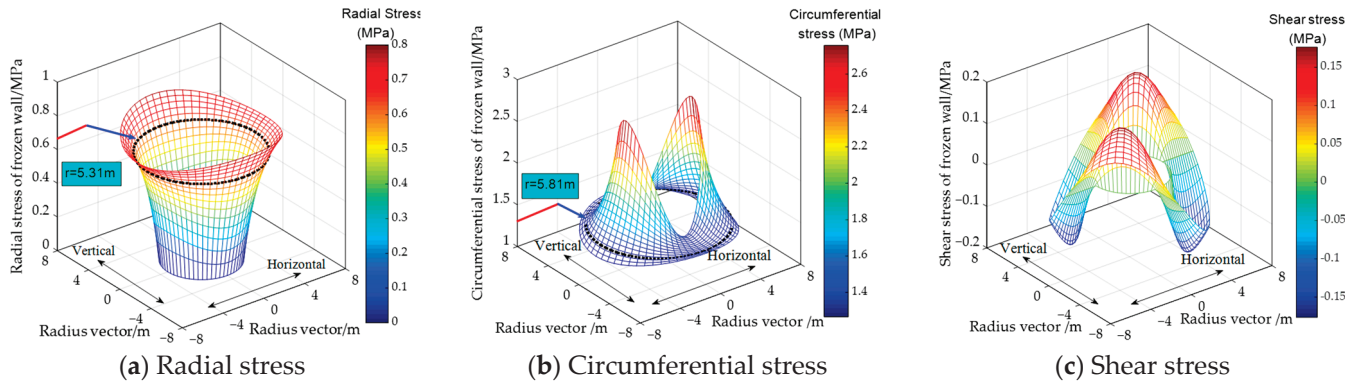 Radial Stress
(MPa)
Radial stress of frozen wall/MPa
1
0.8
0.6
0.4
0.2
0
r=5.31m
Vertical
Horizontal
8
4
0
−4
−8
Radius vector/m
−8
−4
0
4
8
Radius vector/m
0.8
0.7
0.6
0.5
0.4
0.3
0.2
0.1
0
(a) Radial stress
Circumferential
stress (MPa)
Circumferential stress of frozen wall/MPa
3
2.5
2
1.5
1
r=5.81m
Vertical
Horizontal
8
4
0
−4
−8
Radius vector /m
−8
−4
0
4
8
Radius vector /m
2.6
2.4
2.2
2
1.8
1.6
1.4
(b) Circumferential stress
Shear stress
(MPa)
Shear stress of frozen wall/MPa
0.2
0.1
0
−0.1
−0.2
Vertical
Horizontal
8
4
0
−4
−8
Radius vector /m
−8
−4
0
4
8
Radius vector /m
0.15
0.10
0.05
0
−0.05
−0.10
−0.15
(c) Shear stress